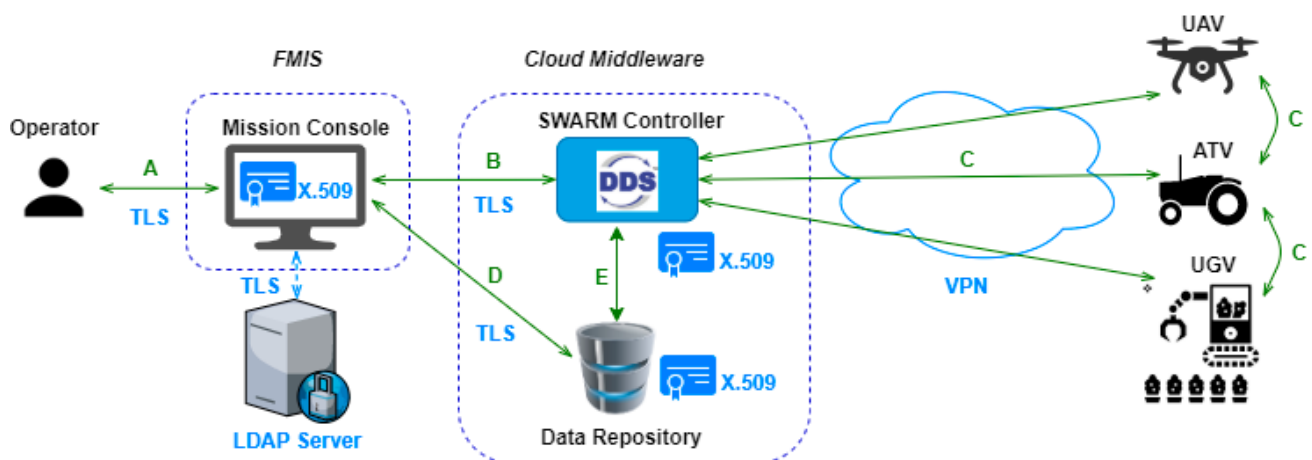 UAV
FMIS
Cloud Middleware
Operator
Mission Console
SWARM Controller
A
B
C
C
ATV
DDS
X.509
TLS
TLS
X.509
D
E
C
UGV
TLS
VPN
TLS
X.509
LDAP Server
Data Repository